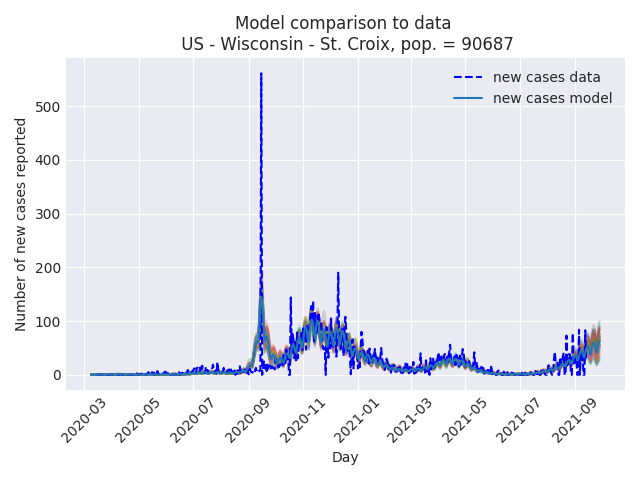 Model comparison to data
US - Wisconsin - St. Croix, pop. = 90687
new cases data
new cases model
Number of new cases reported
500
400
300
200
100
0
2020-03
2020-05
2020-07
2020-09
2020-11
2021-01
2021-03
2021-05
2021-07
2021-09
Day